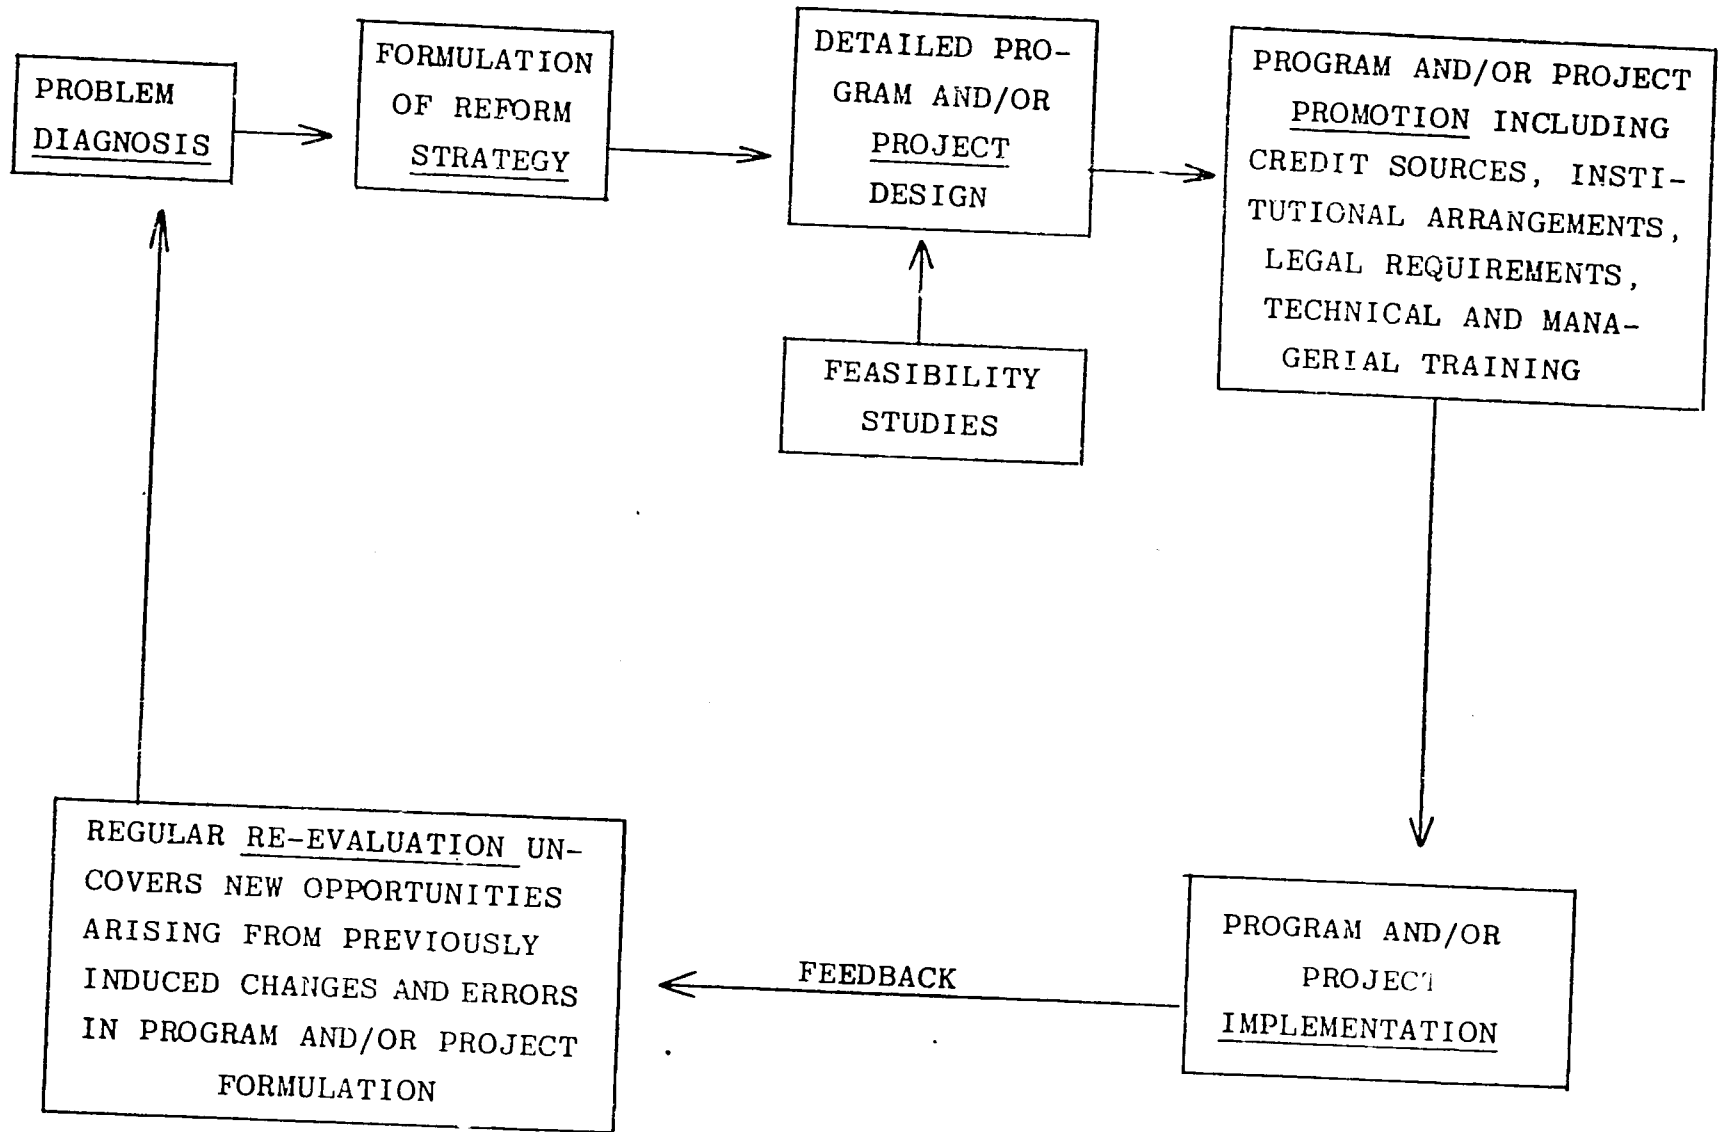 PROBLEM
DIAGNOSIS
FORMULATION
OF REFORM
STRATEGY
DETAILED PRO-
GRAM AND/OR
PROJECT
DESIGN
FEASIBILITY
STUDIES
PROGRAM AND/OR PROJECT
PROMOTION INCLUDING
CREDIT SOURCES, INSTI-
TUTIONAL ARRANGEMENTS,
LEGAL REQUIREMENTS,
TECHNICAL AND MANA-
GERIAL TRAINING
PROGRAM AND/OR
PROJECT
IMPLEMENTATION
FEEDBACK
REGULAR RE-EVALUATION UN-
COVERS NEW OPPORTUNITIES
ARISING FROM PREVIOUSLY
INDUCED CHANGES AND ERRORS
IN PROGRAM AND/OR PROJECT
FORMULATION